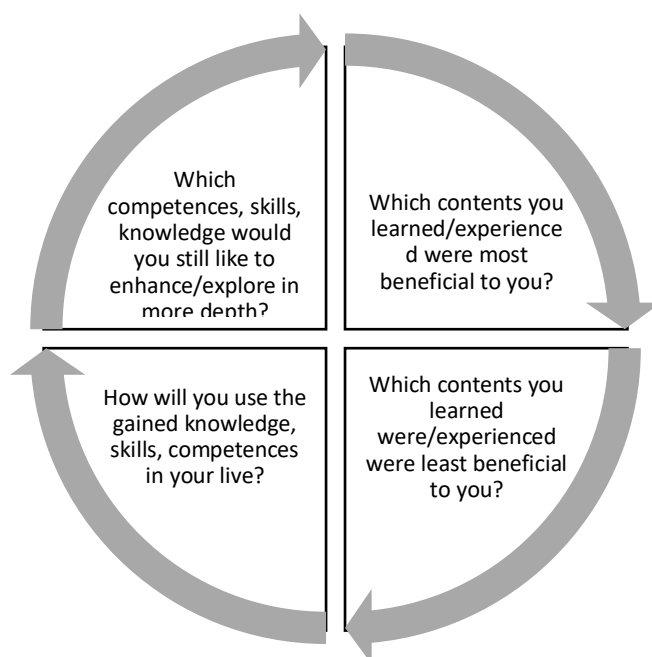 Which
competences, skills,
knowledge would
you still like to
enhance/explore in
more depth?
Which contents you
learned/experience
d were most
beneficial to you?
How will you use the
gained knowledge,
skills, competences
in your live?
Which contents you
learned
were/experienced
were least beneficial
to you?